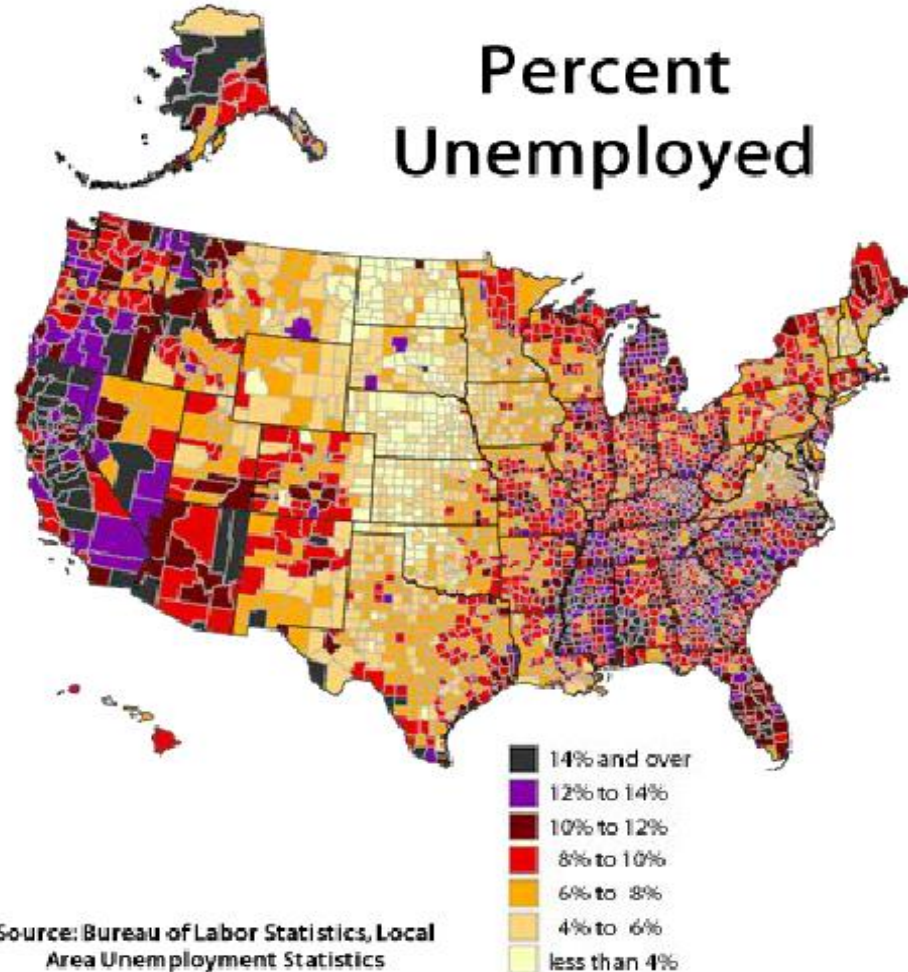 Percent
Unemployed
14% and over
12% to 14%
10% to 12%
8% to 10%
6% to 8%
4% to 6%
less than 4%
Source: Bureau of Labor Statistics, Local
Area Unemployment Statistics